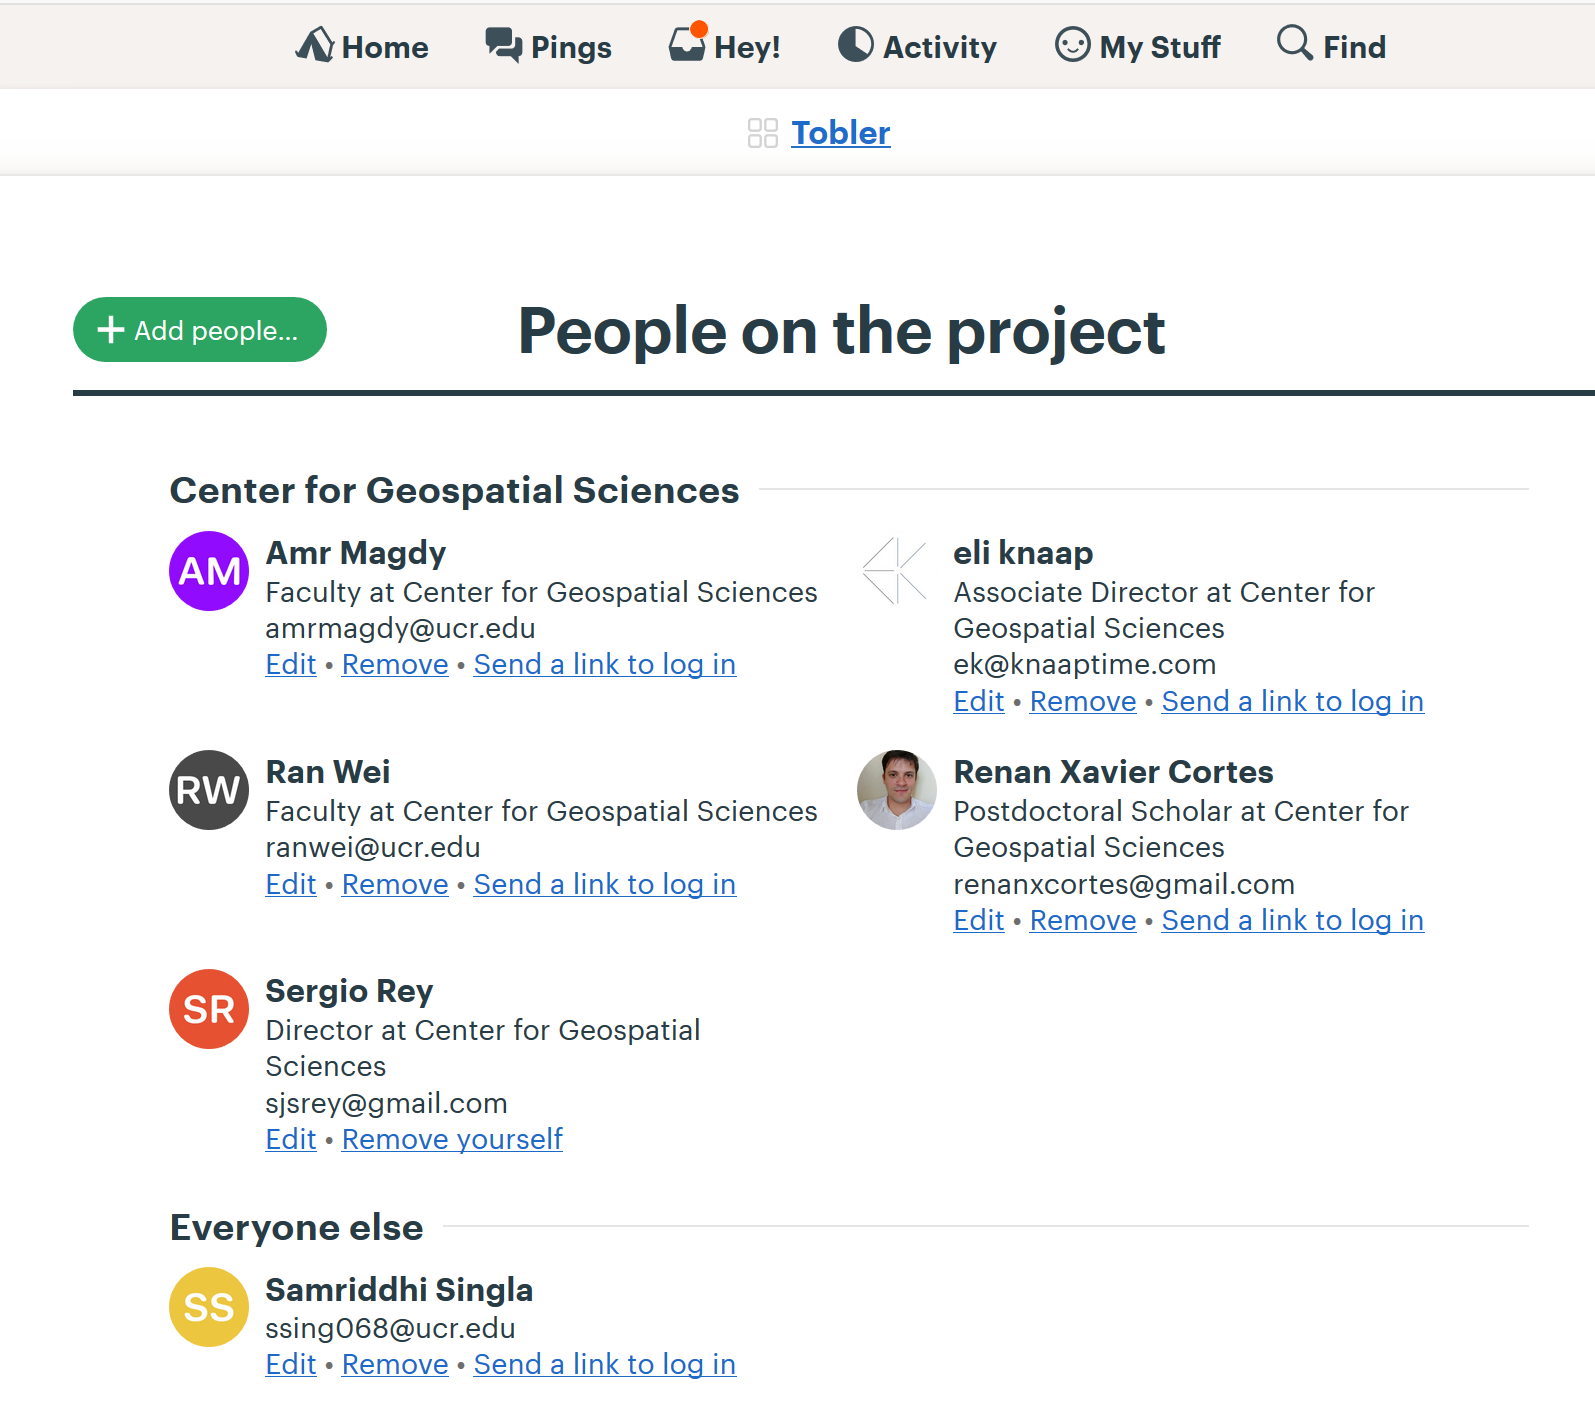 Home Pings Hey! Activity My Stuff Find
Tobler
Add people...
People on the project
Center for Geospatial Sciences
AM
Amr Magdy
Faculty at Center for Geospatial Sciences
amrmagdy@ucr.edu
Edit • Remove • Send a link to log in
eli knaap
Associate Director at Center for
Geospatial Sciences
ek@knaaptime.com
Edit • Remove • Send a link to log in
RW
Ran Wei
Faculty at Center for Geospatial Sciences
ranwei@ucr.edu
Edit • Remove • Send a link to log in
Renan Xavier Cortes
Postdoctoral Scholar at Center for
Geospatial Sciences
renanxcortes@gmail.com
Edit • Remove • Send a link to log in
SR
Sergio Rey
Director at Center for Geospatial
Sciences
sjsrey@gmail.com
Edit • Remove yourself
Everyone else
SS
Samriddhi Singla
ssing068@ucr.edu
Edit • Remove • Send a link to log in